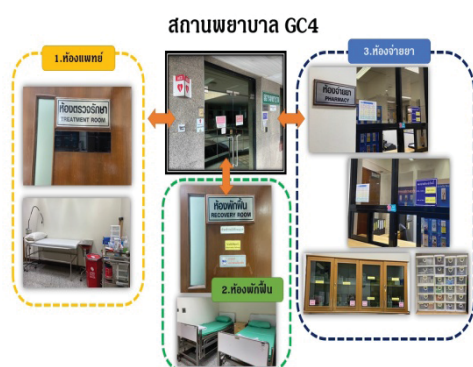 สถานพยาบาล GC4
1.ห้องแพทย์
ห้องตรวจรักษา
TREATMENT ROOM
3.ห้องจ่ายยา
ห้องจ่ายยา
PHARMACY
ห้องพักฟื้น
RECOVERY ROOM
2.ห้องพักฟื้น